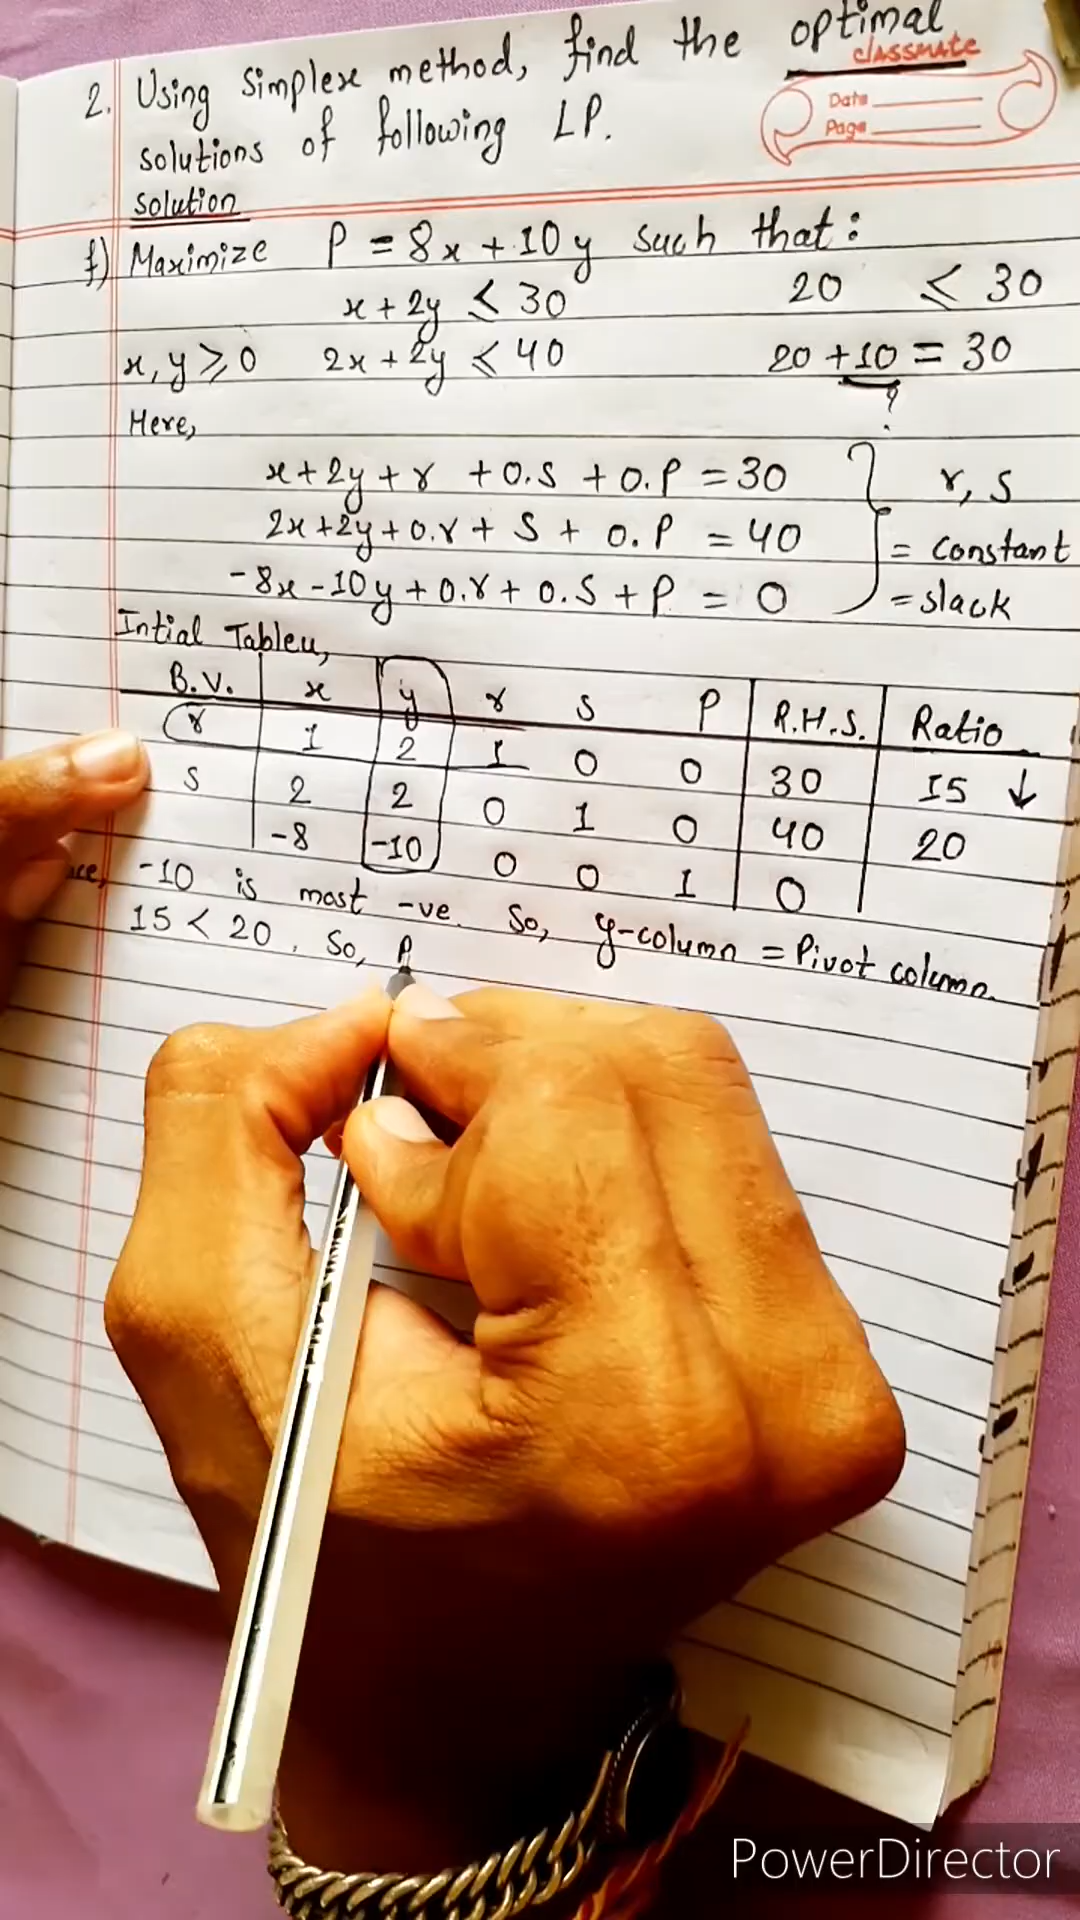 2. Using Simplex method, find the optimal
classmate
Date
Page
solutions of following LP.
solution
f) Maximize P = 8x + 10y such that:
x + 2y ≤ 30 20 ≤ 30
x, y ≥ 0 2x + 2y ≤ 40 20 + 10 = 30
?
Here,
x + 2y + r + 0.s + 0.P = 30 r, s
2x + 2y + 0.r + s + 0.P = 40 = constant
-8x - 10y + 0.r + 0.s + P = 0 = slack
Intial Tableu,
B.V. x y r s P R.H.S. Ratio
r 1 2 1 0 0 30 15 ↓
s 2 2 0 1 0 40 20
-8 -10 0 0 1 0
-10 is most -ve. So, y-column = Pivot column.
15 < 20. So, P
PowerDirector